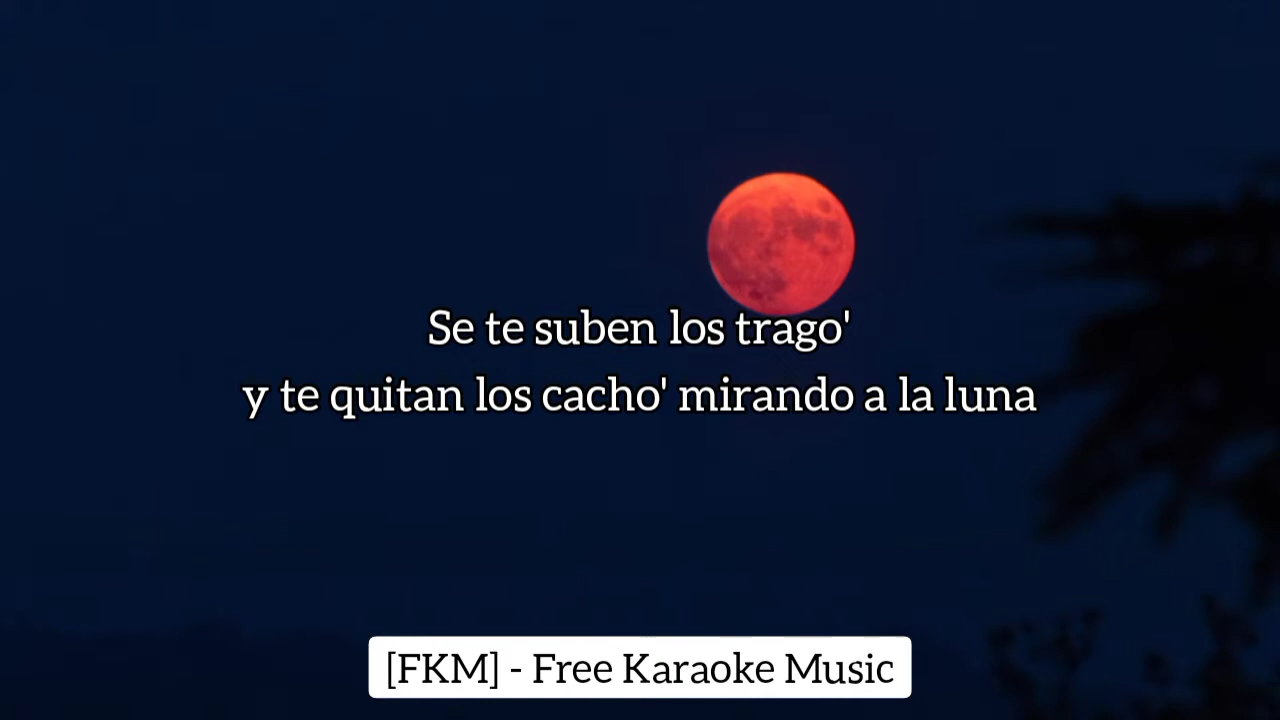 Se te suben los trago'
y te quitan los cacho' mirando a la luna
[FKM] - Free Karaoke Music